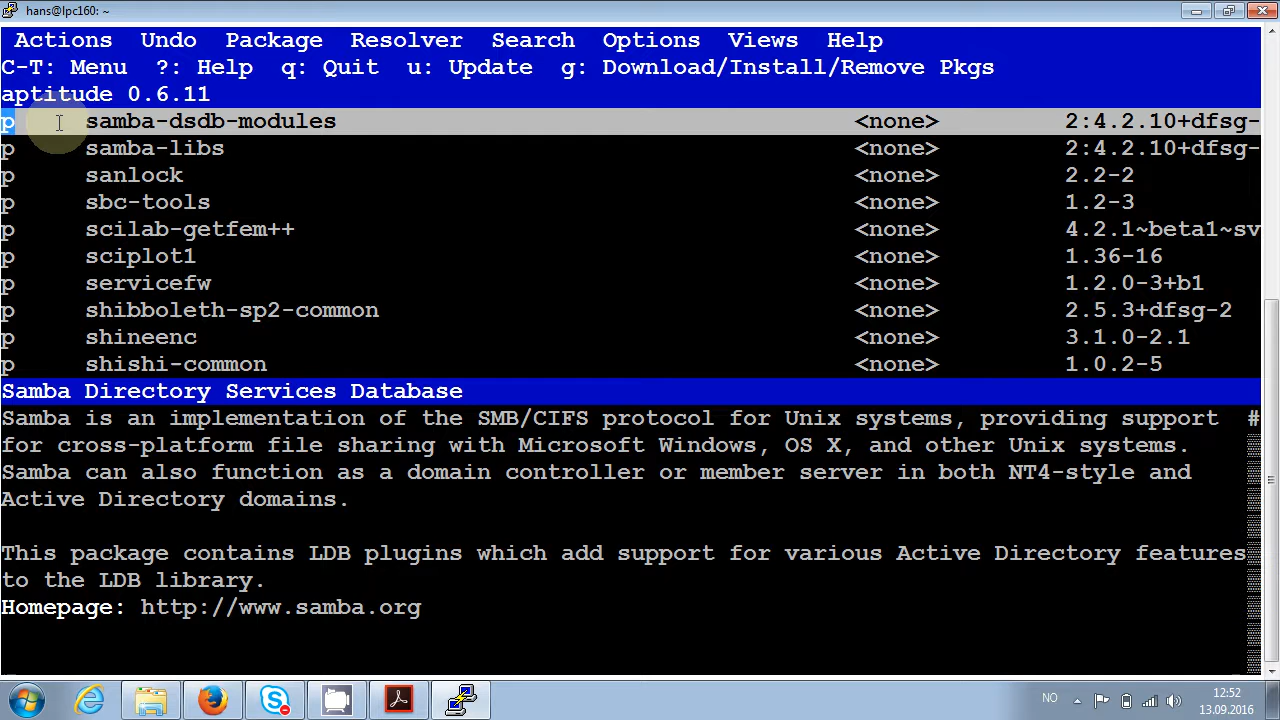 hans@lpc160: ~
Actions Undo Package Resolver Search Options Views Help
C-T: Menu ?: Help q: Quit u: Update g: Download/Install/Remove Pkgs
aptitude 0.6.11
p samba-dsdb-modules <none> 2:4.2.10+dfsg-
p samba-libs <none> 2:4.2.10+dfsg-
p sanlock <none> 2.2-2
p sbc-tools <none> 1.2-3
p scilab-getfem++ <none> 4.2.1~beta1~sv
p sciplot1 <none> 1.36-16
p servicefw <none> 1.2.0-3+b1
p shibboleth-sp2-common <none> 2.5.3+dfsg-2
p shineenc <none> 3.1.0-2.1
p shishi-common <none> 1.0.2-5
Samba Directory Services Database
Samba is an implementation of the SMB/CIFS protocol for Unix systems, providing support #
for cross-platform file sharing with Microsoft Windows, OS X, and other Unix systems.
Samba can also function as a domain controller or member server in both NT4-style and
Active Directory domains.
This package contains LDB plugins which add support for various Active Directory features
to the LDB library.
Homepage: http://www.samba.org
NO 12:52
13.09.2016